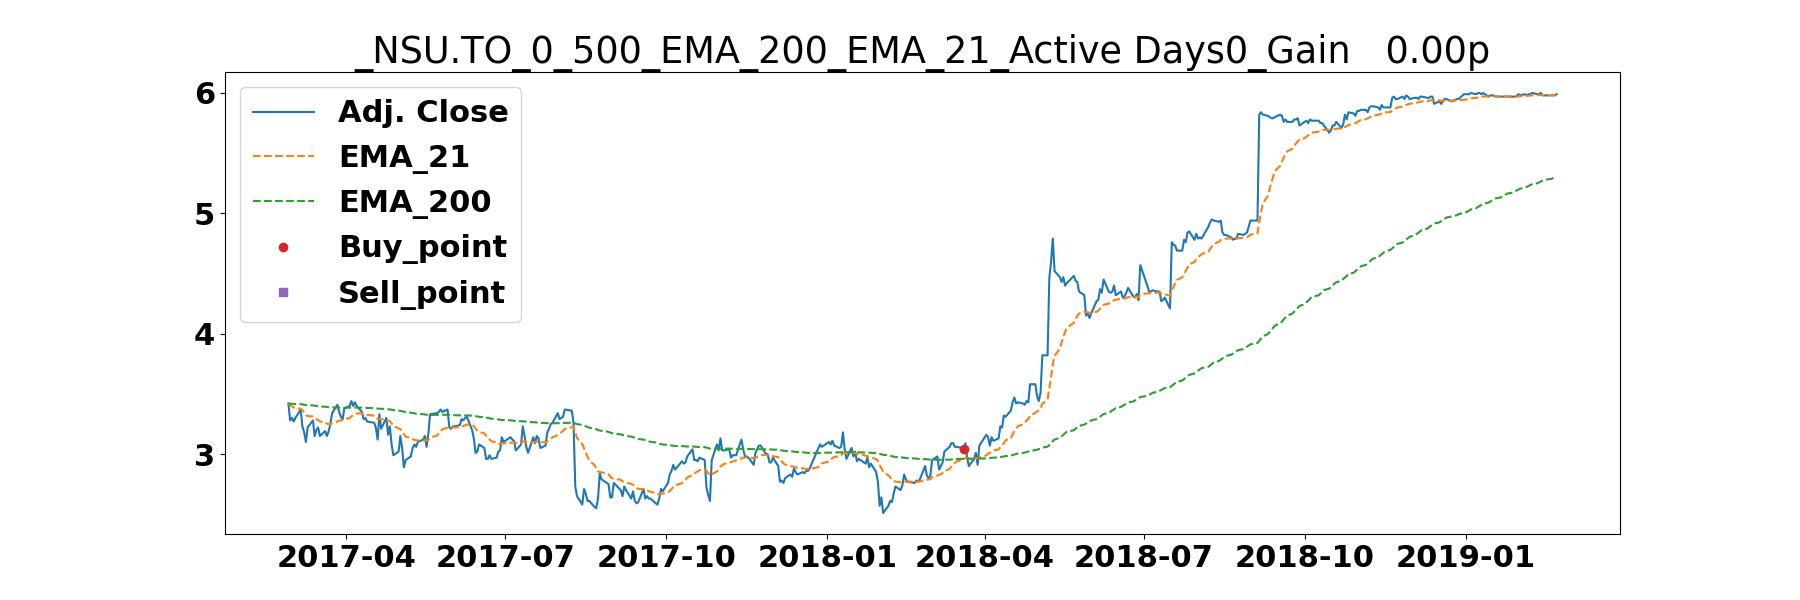 _NSU.TO_0_500_EMA_200_EMA_21_Active Days0_Gain   0.00p
6
5
4
3
Adj. Close
EMA_21
EMA_200
Buy_point
Sell_point
2017-04 2017-07 2017-10 2018-01 2018-04 2018-07 2018-10 2019-01